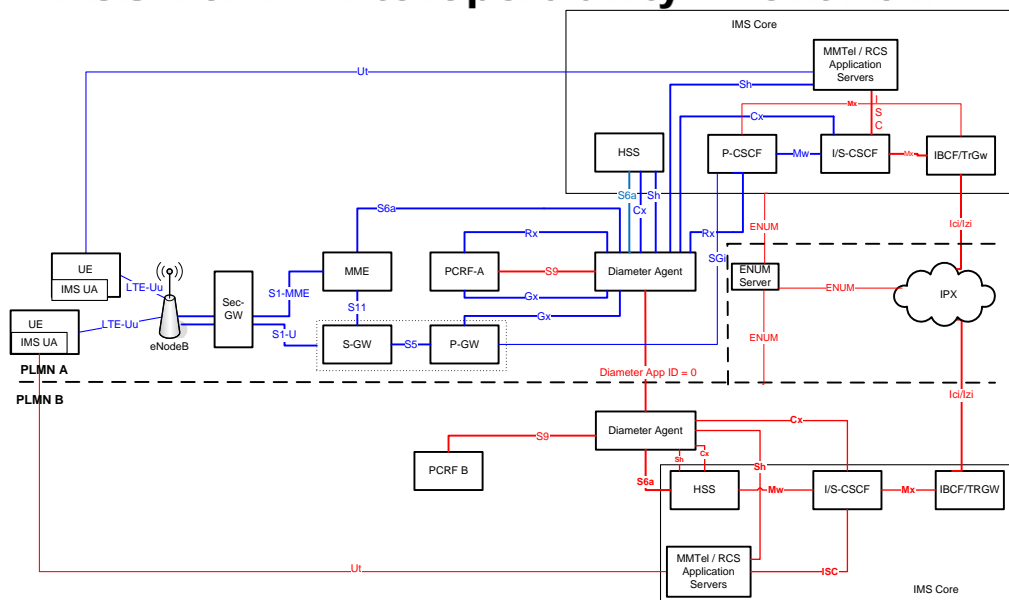 IMS Core
MMTel / RCS
Application
Servers
Ut
Sh
Mx
I
S
C
Cx
HSS
P-CSCF
Mw
I/S-CSCF
Mx
IBCF/TrGw
S6a
Cx
Sh
S6a
Rx
Rx
ENUM
Ici/Izi
SGi
UE
IMS UA
LTE-Uu
Sec-
GW
S1-MME
MME
PCRF-A
S9
Diameter Agent
ENUM
Server
ENUM
IPX
Gx
S11
Gx
UE
IMS UA
LTE-Uu
eNodeB
S1-U
S-GW
S5
P-GW
ENUM
PLMN A
Diameter App ID = 0
PLMN B
Ici/Izi
Diameter Agent
Cx
S9
PCRF B
Sh
Cx
Sh
S6a
HSS
Mw
I/S-CSCF
Mx
IBCF/TRGW
MMTel / RCS
Application
Servers
Ut
ISC
IMS Core